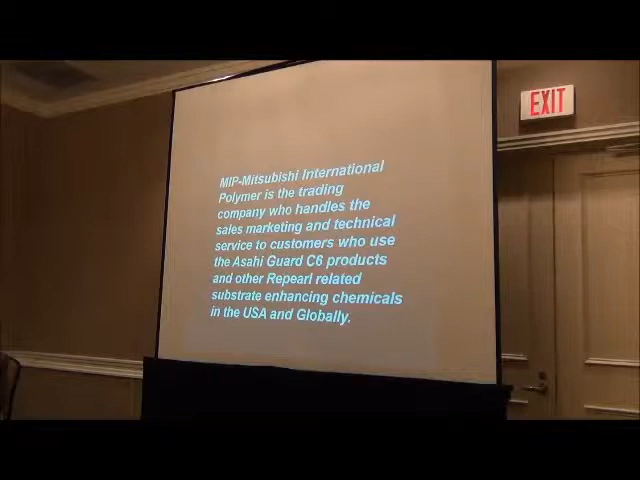 EXIT
MIP-Mitsubishi International
Polymer is the trading
company who handles the
sales marketing and technical
service to customers who use
the Asahi Guard C6 products
and other Repearl related
substrate enhancing chemicals
in the USA and Globally.